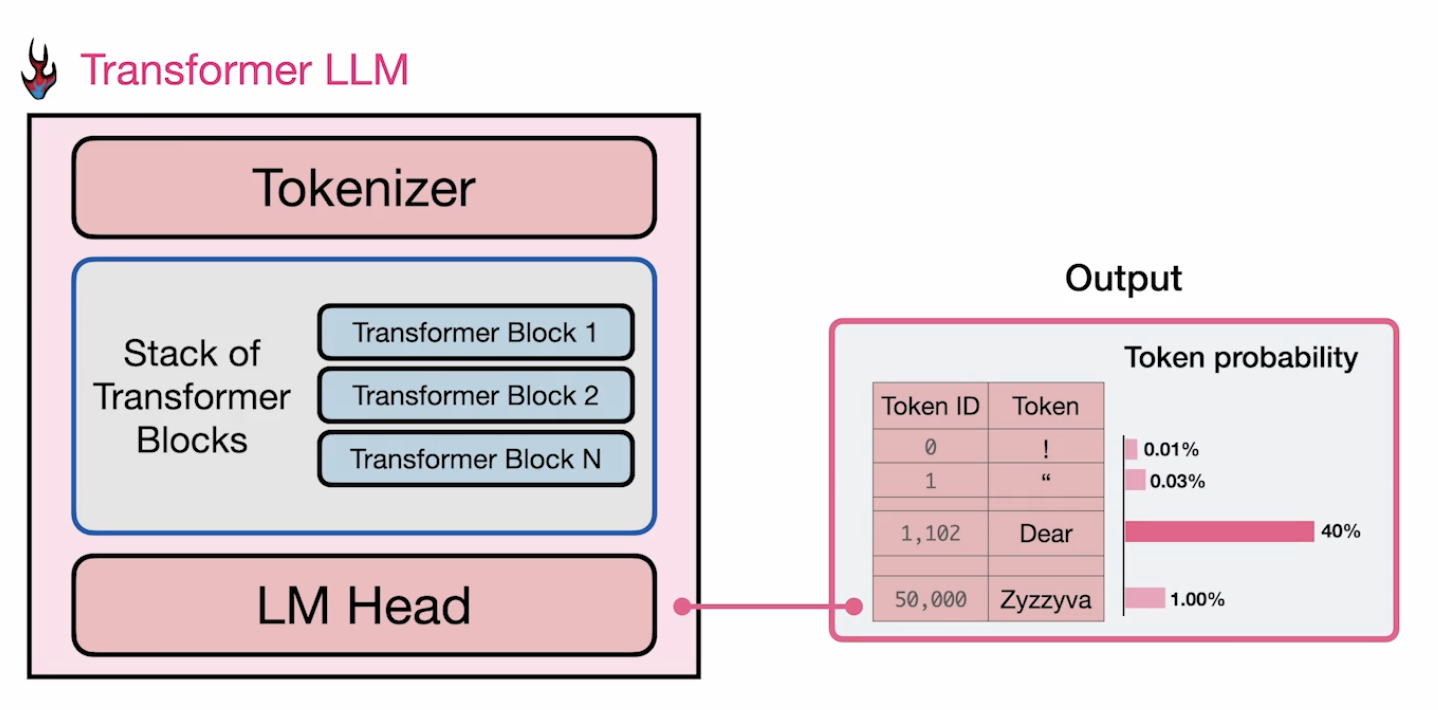 Transformer LLM
Tokenizer
Stack of
Transformer
Blocks
Transformer Block 1
Transformer Block 2
Transformer Block N
LM Head
Output
Token probability
Token ID Token
0 ! 0.01%
1 “ 0.03%
1,102 Dear 40%
50,000 Zyzzyva 1.00%